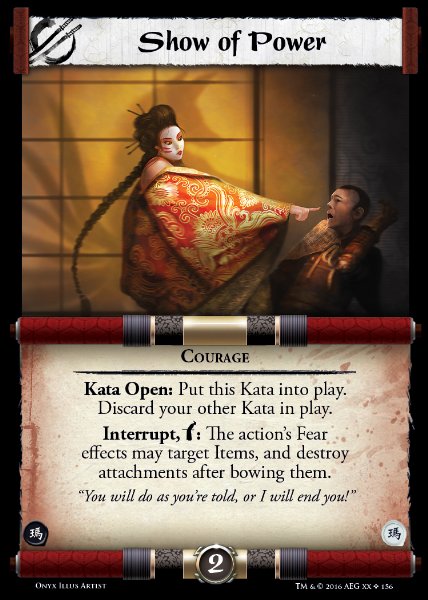 Show of Power
Courage
Kata Open: Put this Kata into play.
Discard your other Kata in play.
Interrupt, : The action's Fear
effects may target Items, and destroy
attachments after bowing them.
"You will do as you're told, or I will end you!"
瑪
瑪
2
Onyx Illus Artist
TM & © 2016 AEG XX ❖ 156